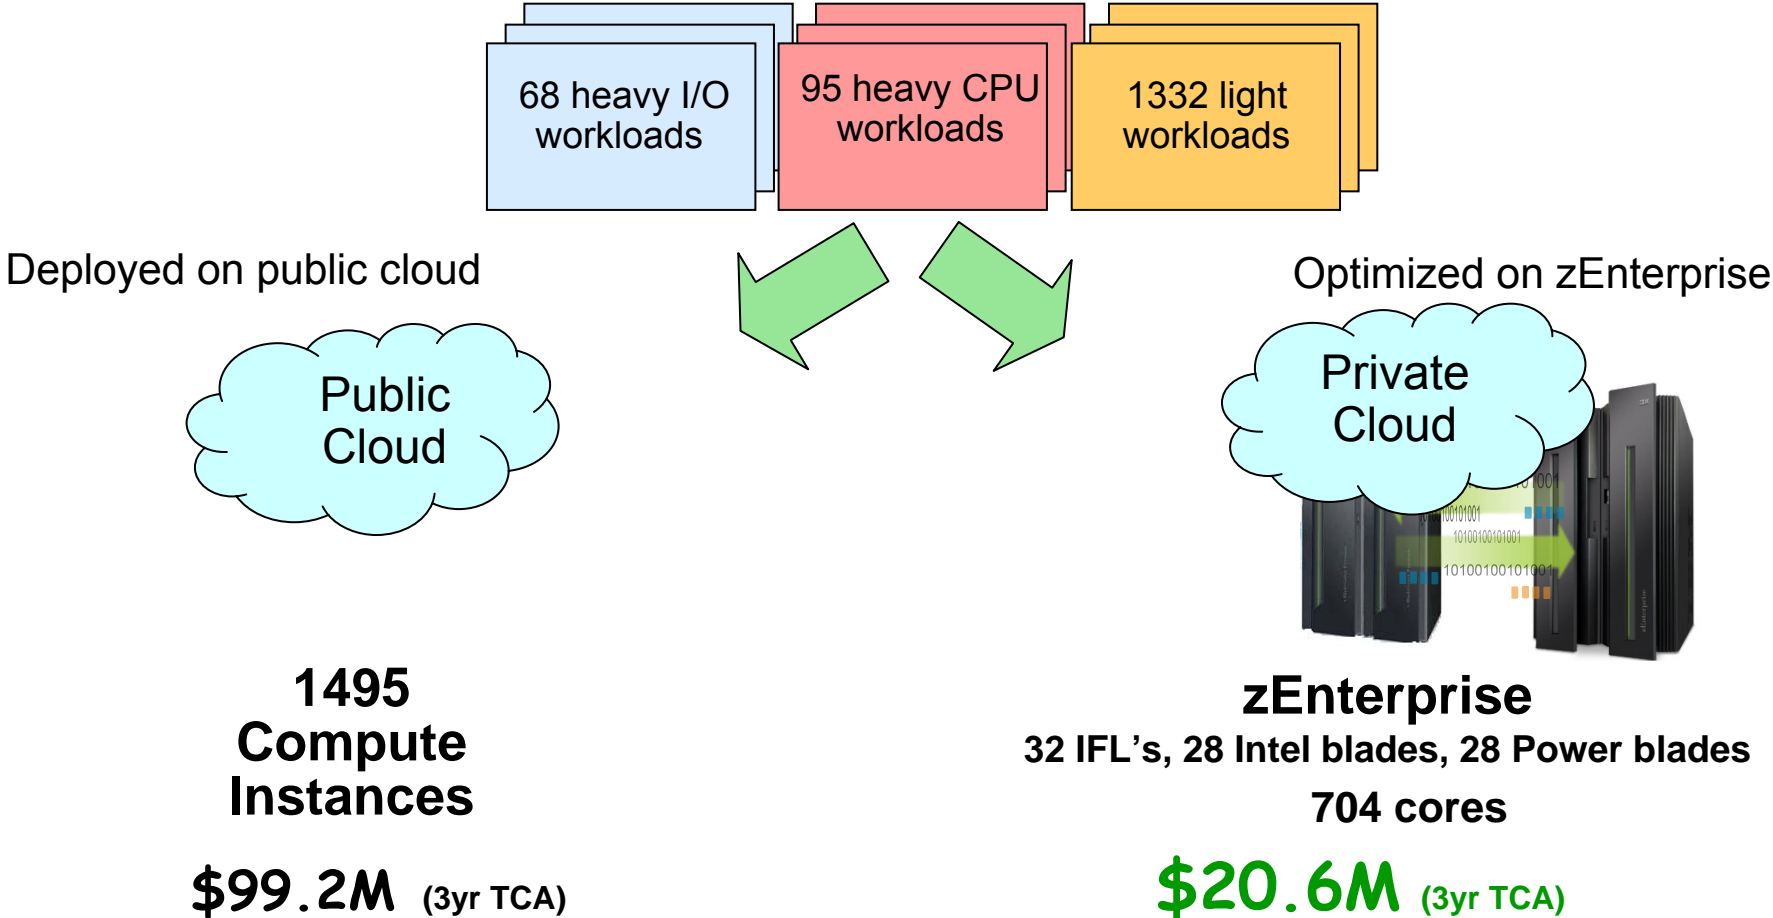 68 heavy I/O
workloads
95 heavy CPU
workloads
1332 light
workloads
Deployed on public cloud
Optimized on zEnterprise
Public
Cloud
Private
Cloud
10100100101001
10100100101001
1495
Compute
Instances
zEnterprise
32 IFL's, 28 Intel blades, 28 Power blades
704 cores
$99.2M (3yr TCA)
$20.6M (3yr TCA)